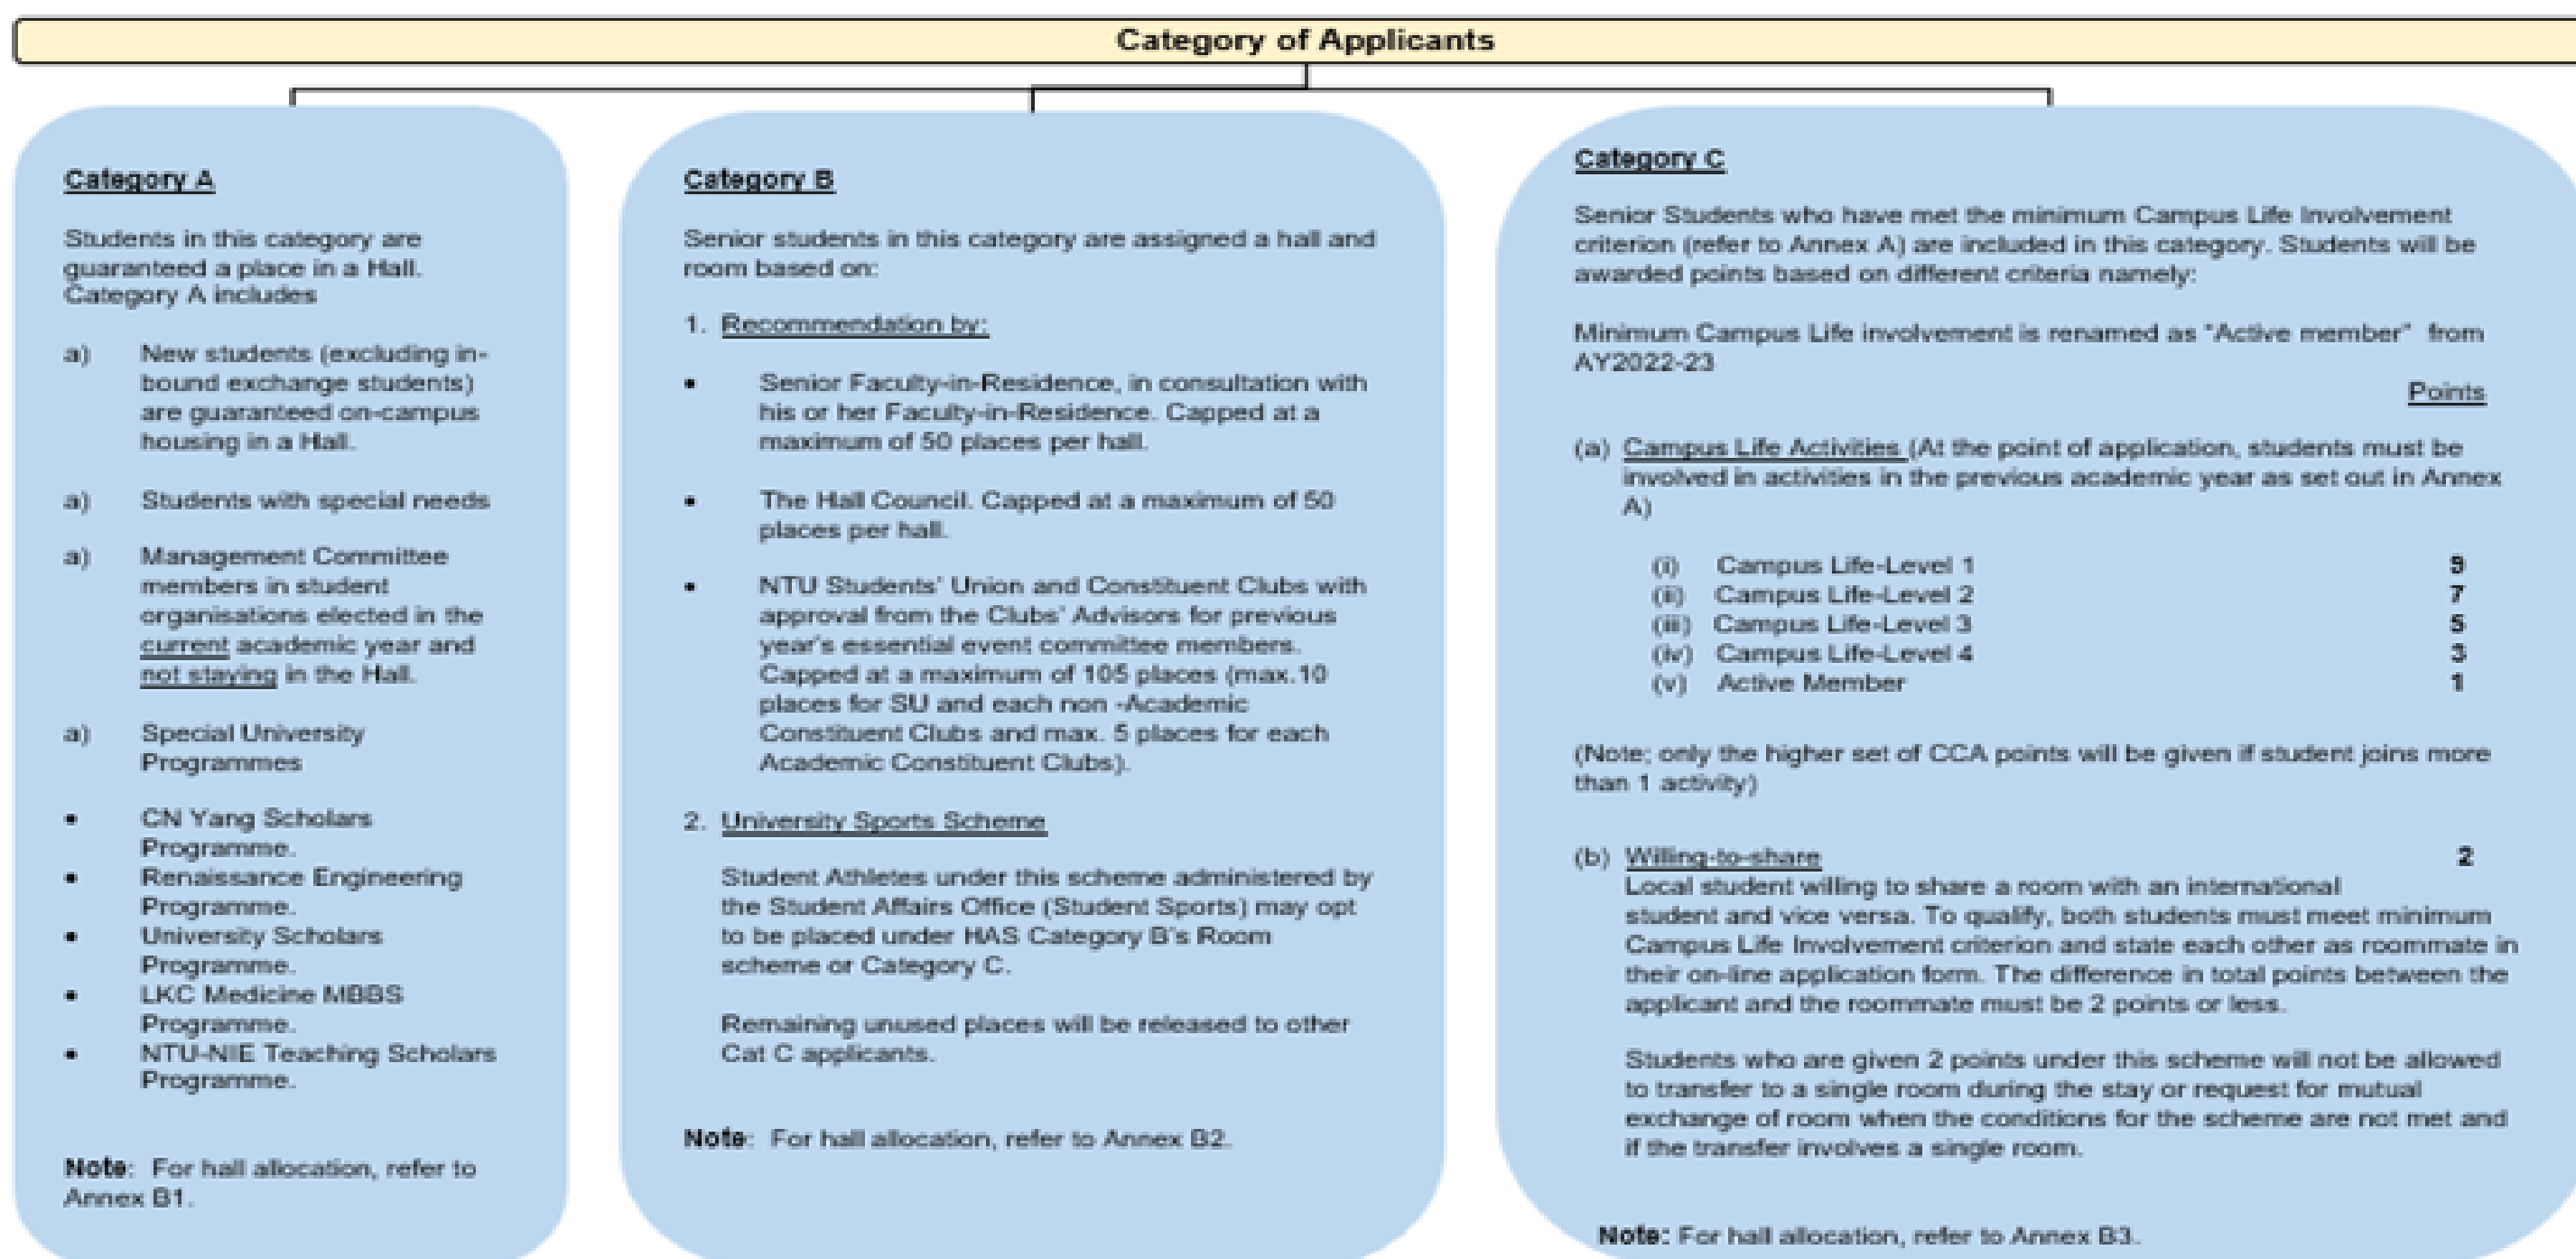 Category of Applicants
Category A
Students in this category are
guaranteed a place in a Hall.
Category A includes
a) New students (excluding in-
bound exchange students)
are guaranteed on-campus
housing in a Hall.
a) Students with special needs
a) Management Committee
members in student
organisations elected in the
current academic year and
not staying in the Hall.
a) Special University
Programmes
• CN Yang Scholars
Programme.
• Renaissance Engineering
Programme.
• University Scholars
Programme.
• LKC Medicine MBBS
Programme.
• NTU-NIE Teaching Scholars
Programme.
Note: For hall allocation, refer to
Annex B1.
Category B
Senior students in this category are assigned a hall and
room based on:
1. Recommendation by:
• Senior Faculty-in-Residence, in consultation with
his or her Faculty-in-Residence. Capped at a
maximum of 50 places per hall.
• The Hall Council. Capped at a maximum of 50
places per hall.
• NTU Students' Union and Constituent Clubs with
approval from the Clubs' Advisors for previous
year's essential event committee members.
Capped at a maximum of 105 places (max.10
places for SU and each non -Academic
Constituent Clubs and max. 5 places for each
Academic Constituent Clubs).
2. University Sports Scheme
Student Athletes under this scheme administered by
the Student Affairs Office (Student Sports) may opt
to be placed under HAS Category B's Room
scheme or Category C.
Remaining unused places will be released to other
Cat C applicants.
Note: For hall allocation, refer to Annex B2.
Category C
Senior Students who have met the minimum Campus Life Involvement
criterion (refer to Annex A) are included in this category. Students will be
awarded points based on different criteria namely:
Minimum Campus Life involvement is renamed as "Active member" from
AY2022-23
Points
(a) Campus Life Activities (At the point of application, students must be
involved in activities in the previous academic year as set out in Annex
A)
(i) Campus Life-Level 1 9
(ii) Campus Life-Level 2 7
(iii) Campus Life-Level 3 5
(iv) Campus Life-Level 4 3
(v) Active Member 1
(Note; only the higher set of CCA points will be given if student joins more
than 1 activity)
(b) Willing-to-share 2
Local student willing to share a room with an international
student and vice versa. To qualify, both students must meet minimum
Campus Life Involvement criterion and state each other as roommate in
their on-line application form. The difference in total points between the
applicant and the roommate must be 2 points or less.
Students who are given 2 points under this scheme will not be allowed
to transfer to a single room during the stay or request for mutual
exchange of room when the conditions for the scheme are not met and
if the transfer involves a single room.
Note: For hall allocation, refer to Annex B3.